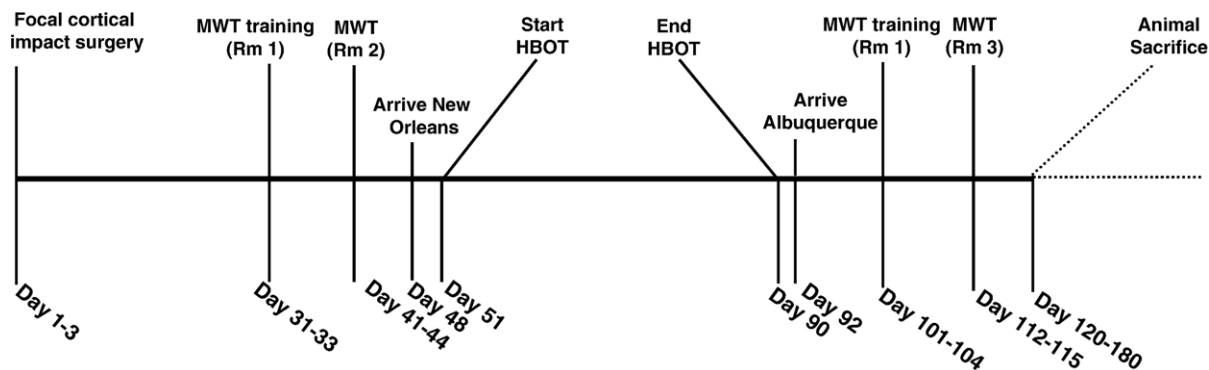 Focal cortical
impact surgery
MWT training
(Rm 1)
MWT
(Rm 2)
Arrive New
Orleans
Start
HBOT
End
HBOT
Arrive
Albuquerque
MWT training
(Rm 1)
MWT
(Rm 3)
Animal
Sacrifice
Day 1-3
Day 31-33
Day 41-44
Day 48
Day 51
Day 90
Day 92
Day 101-104
Day 112-115
Day 120-180